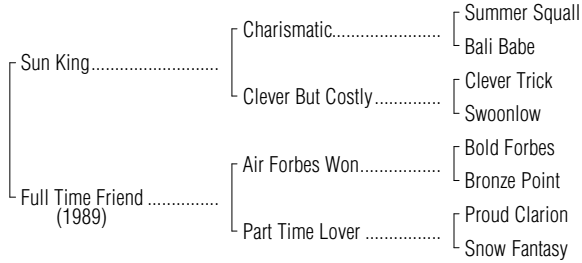 Summer Squall
Charismatic.......................
Bali Babe
Sun King............................
Clever Trick
Clever But Costly..............
Swoonlow
Bold Forbes
Air Forbes Won.................
Bronze Point
Full Time Friend ...............
(1989)
Proud Clarion
Part Time Lover ................
Snow Fantasy